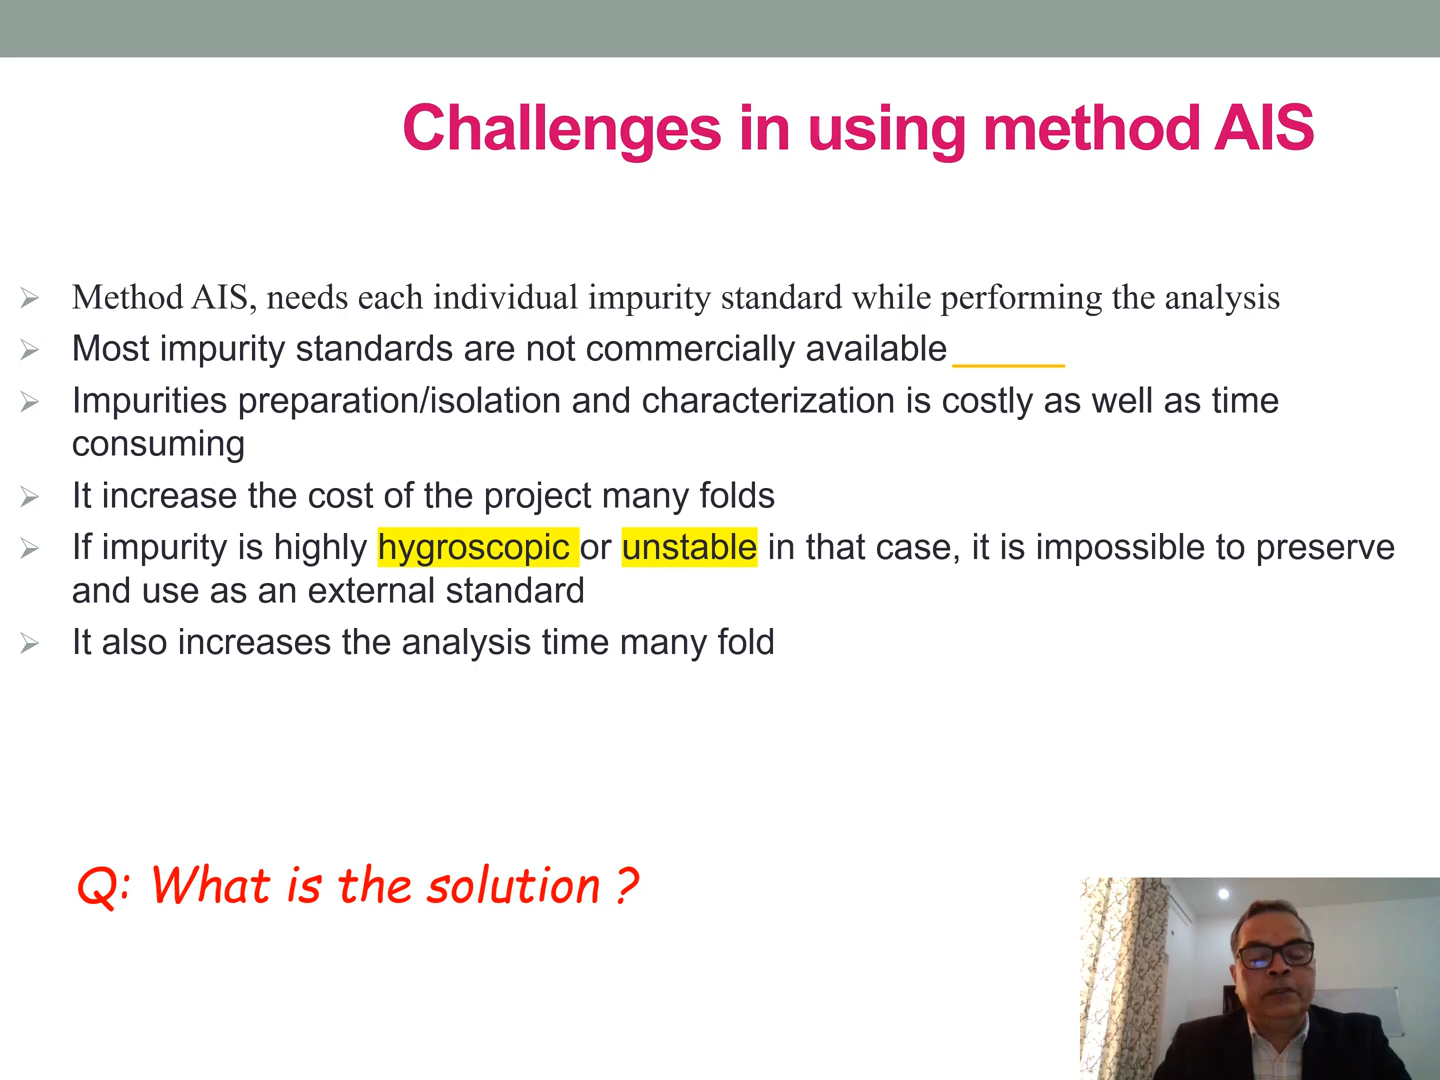 Challenges in using method AIS
Method AIS, needs each individual impurity standard while performing the analysis
Most impurity standards are not commercially available
Impurities preparation/isolation and characterization is costly as well as time
consuming
It increase the cost of the project many folds
If impurity is highly hygroscopic or unstable in that case, it is impossible to preserve
and use as an external standard
It also increases the analysis time many fold
Q: What is the solution ?